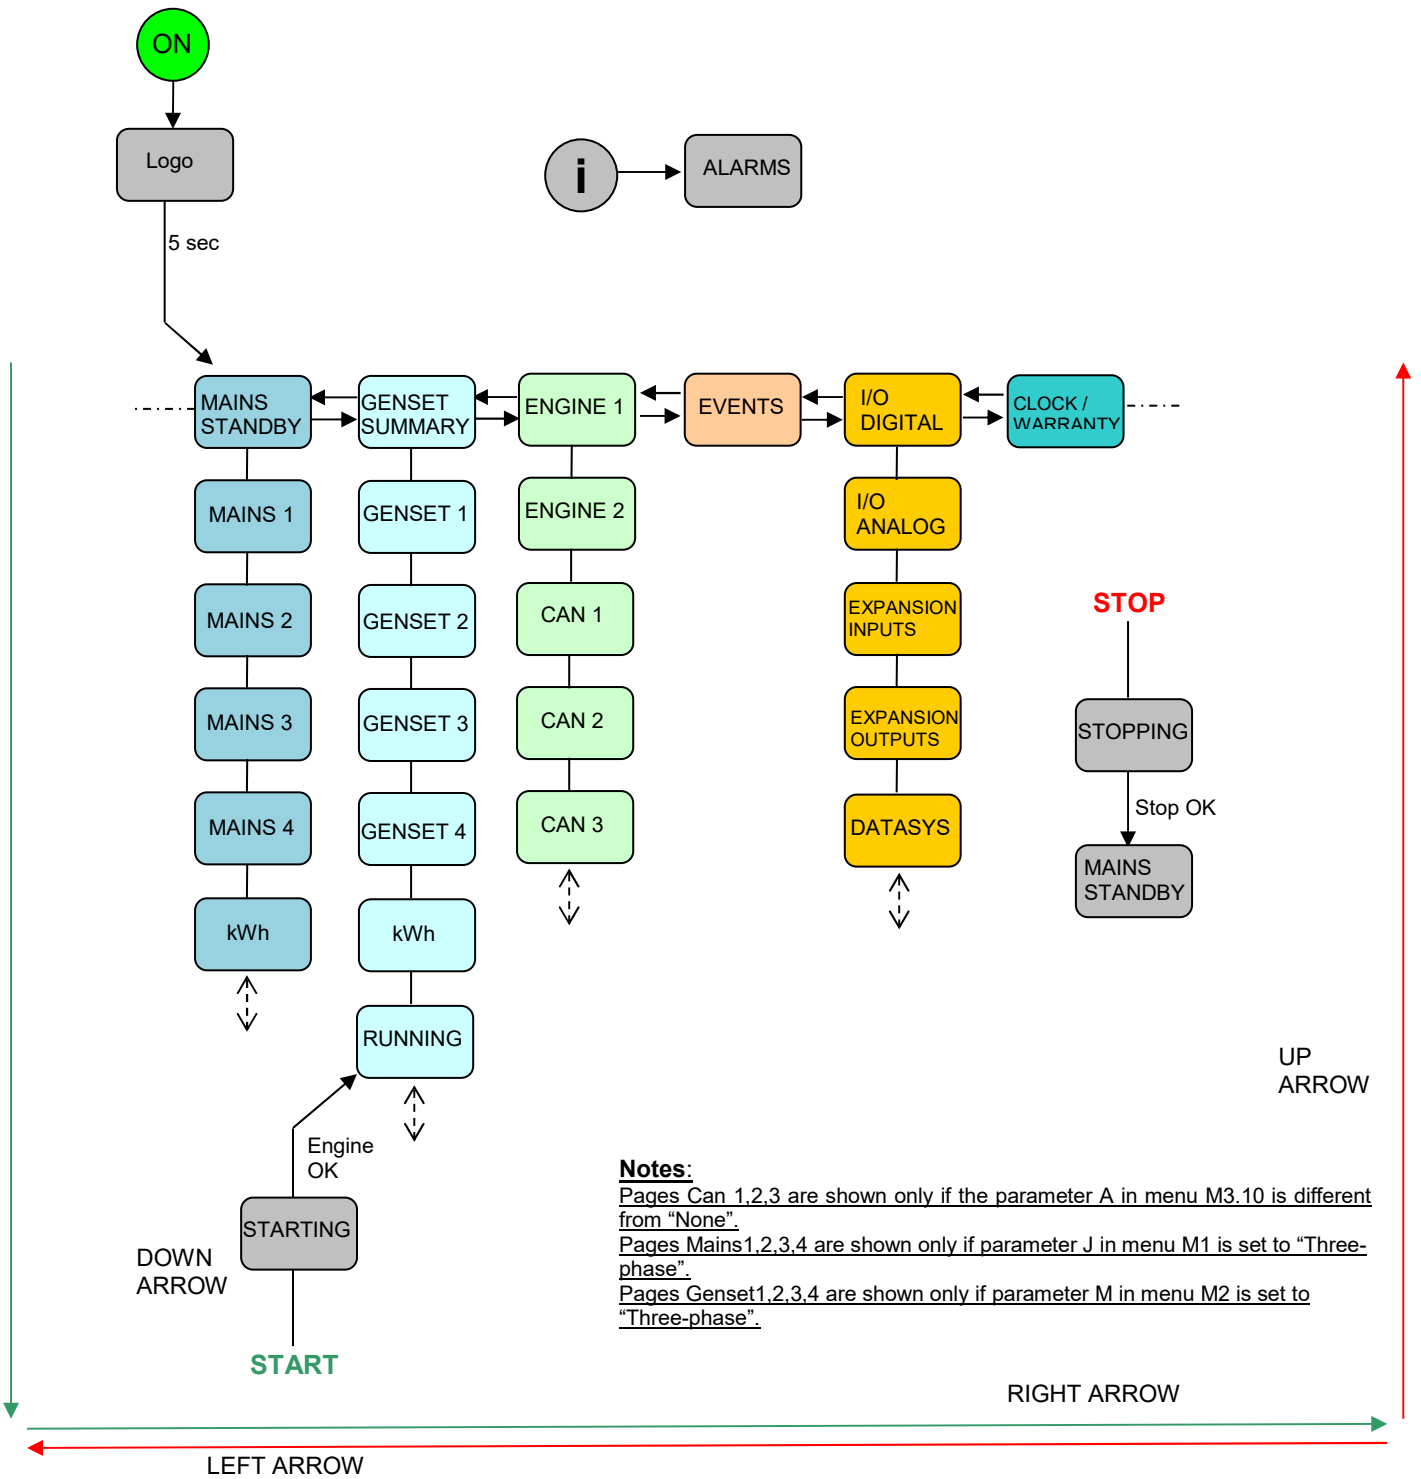 ON
Logo
i
ALARMS
5 sec
MAINS
STANDBY
GENSET
SUMMARY
ENGINE 1
EVENTS
I/O
DIGITAL
CLOCK /
WARRANTY
MAINS 1
GENSET 1
ENGINE 2
I/O
ANALOG
MAINS 2
GENSET 2
CAN 1
EXPANSION
INPUTS
STOP
MAINS 3
GENSET 3
CAN 2
EXPANSION
OUTPUTS
STOPPING
MAINS 4
GENSET 4
CAN 3
DATASYS
Stop OK
MAINS
STANDBY
kWh
kWh
RUNNING
UP
ARROW
Engine
OK
STARTING
DOWN
ARROW
START
Notes:
Pages Can 1,2,3 are shown only if the parameter A in menu M3.10 is different
from “None”.
Pages Mains1,2,3,4 are shown only if parameter J in menu M1 is set to “Three-
phase”.
Pages Genset1,2,3,4 are shown only if parameter M in menu M2 is set to
“Three-phase”.
RIGHT ARROW
LEFT ARROW